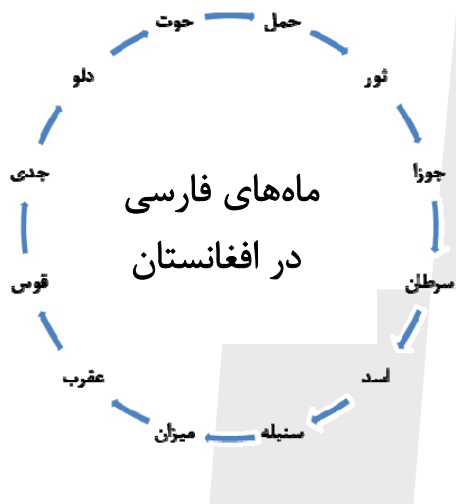 حمل
ثور
جوزا
سرطان
اسد
سنبله
میزان
عقرب
قوس
جدی
دلو
حوت
ماه‌های فارسی
در افغانستان